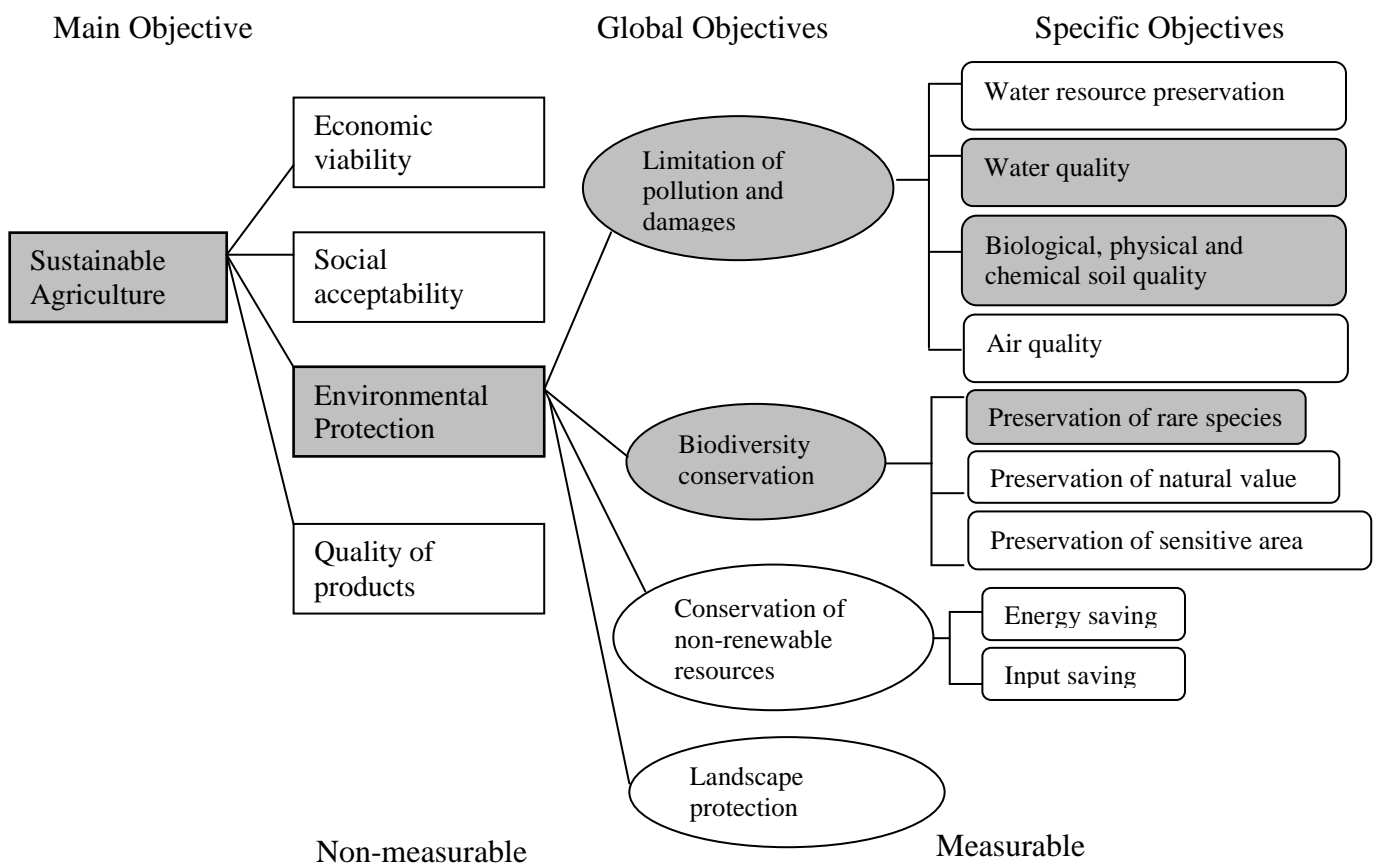 Main Objective
Global Objectives
Specific Objectives
Sustainable
Agriculture
Economic
viability
Social
acceptability
Environmental
Protection
Quality of
products
Limitation of
pollution and
damages
Biodiversity
conservation
Conservation of
non-renewable
resources
Landscape
protection
Water resource preservation
Water quality
Biological, physical and
chemical soil quality
Air quality
Preservation of rare species
Preservation of natural value
Preservation of sensitive area
Energy saving
Input saving
Non-measurable
Measurable